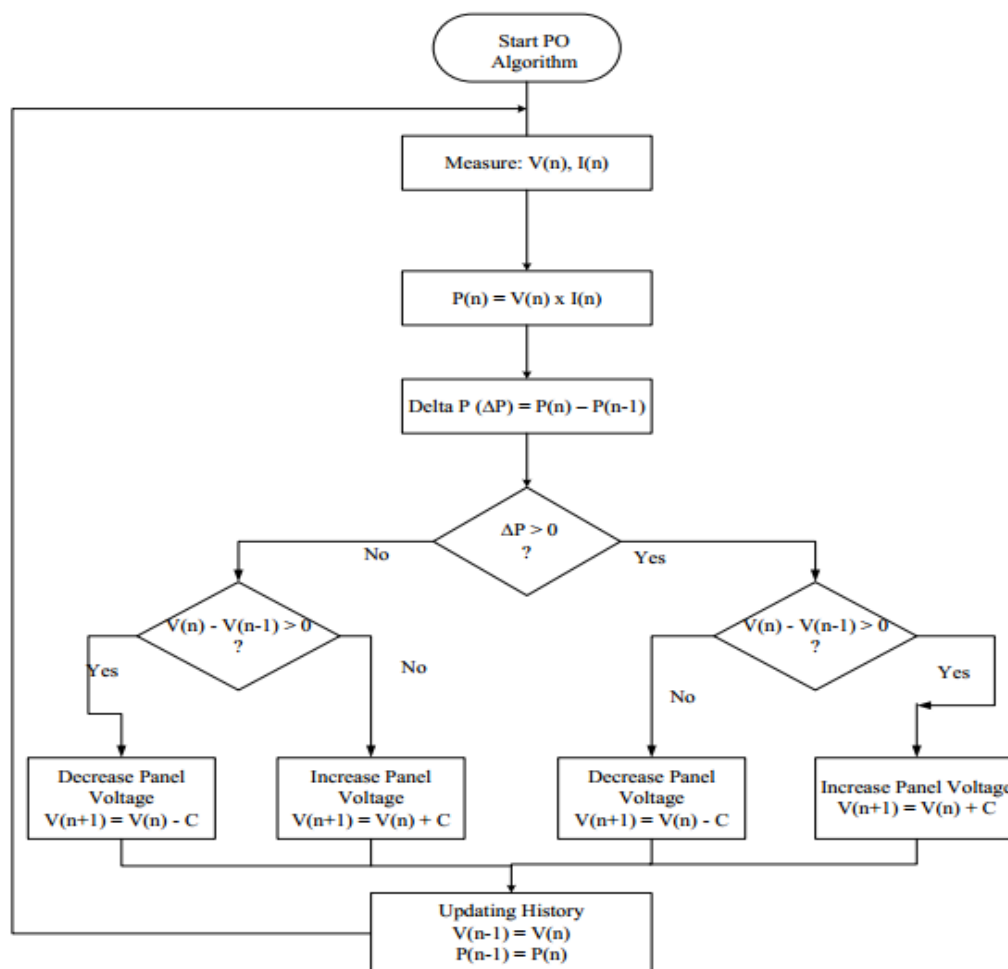 Start PO
Algorithm
Measure: V(n), I(n)
P(n) = V(n) x I(n)
Delta P (ΔP) = P(n) – P(n-1)
ΔP > 0
?
No
Yes
V(n) - V(n-1) > 0
?
V(n) - V(n-1) > 0
?
Yes
No
No
Yes
Decrease Panel
Voltage
V(n+1) = V(n) - C
Increase Panel
Voltage
V(n+1) = V(n) + C
Decrease Panel
Voltage
V(n+1) = V(n) - C
Increase Panel Voltage
V(n+1) = V(n) + C
Updating History
V(n-1) = V(n)
P(n-1) = P(n)